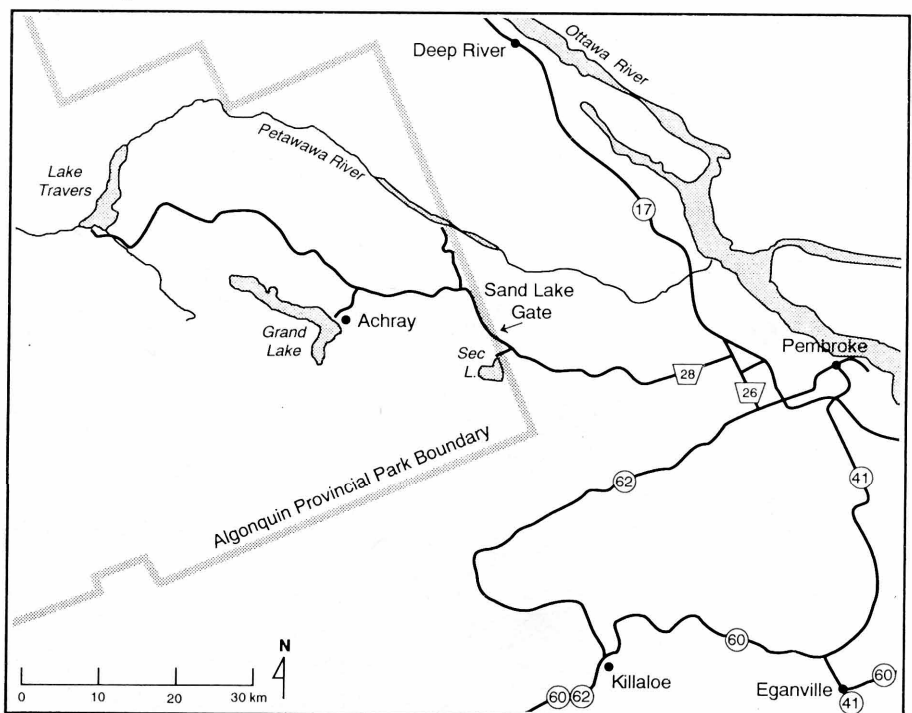 Deep River
Ottawa River
Petawawa River
Lake
Travers
17
Sand Lake
Gate
Achray
Grand
Lake
Sec
L.
Pembroke
28
26
Algonquin Provincial Park Boundary
62
41
N
0 10 20 30 km
60
Killaloe
60 62
Eganville
60
41